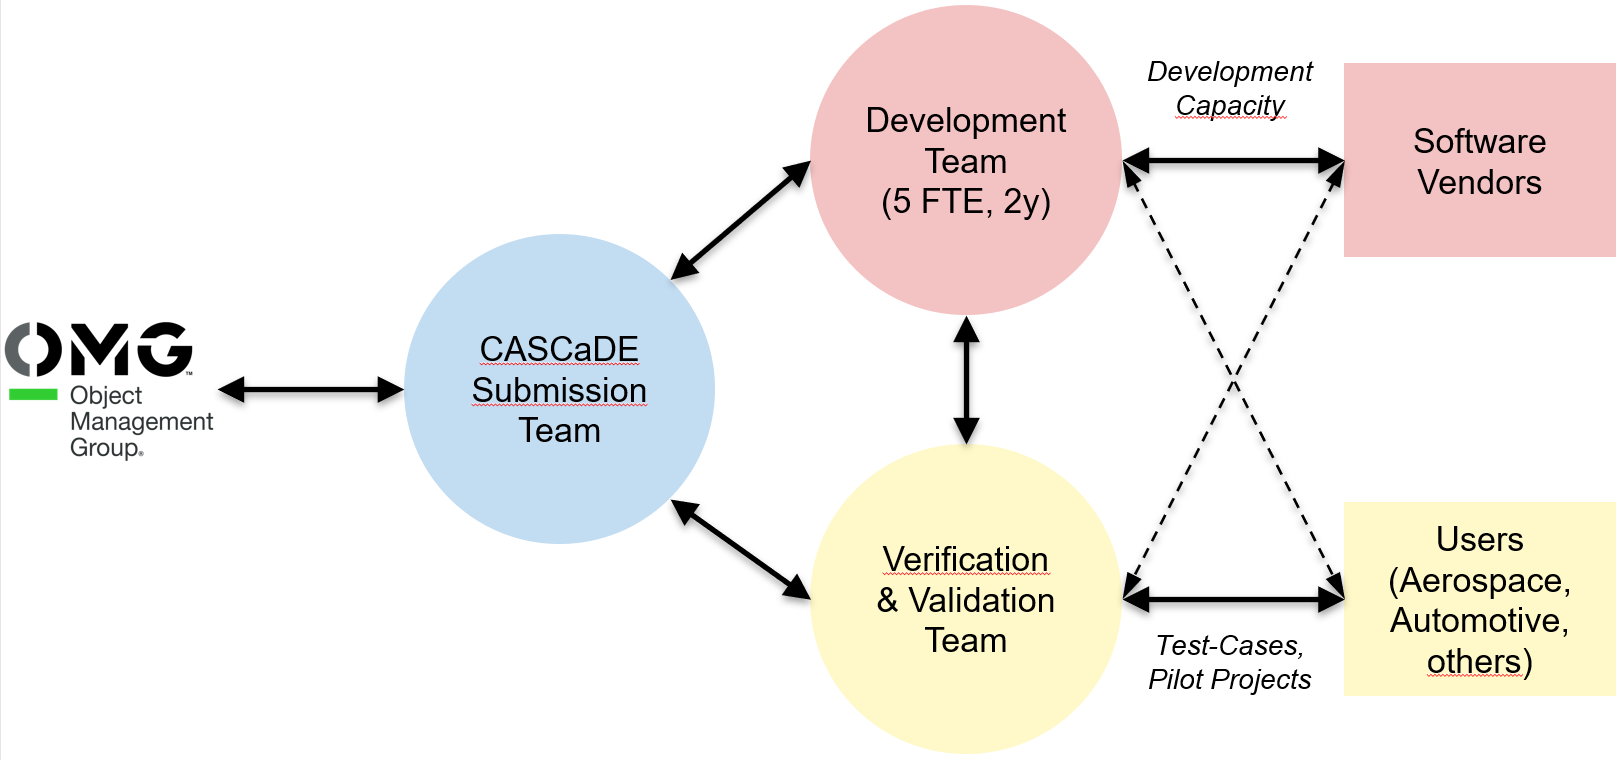 OMG™
Object
Management
Group®
CASCaDE
Submission
Team
Development
Team
(5 FTE, 2y)
Verification
& Validation
Team
Development
Capacity
Test-Cases,
Pilot Projects
Software
Vendors
Users
(Aerospace,
Automotive,
others)